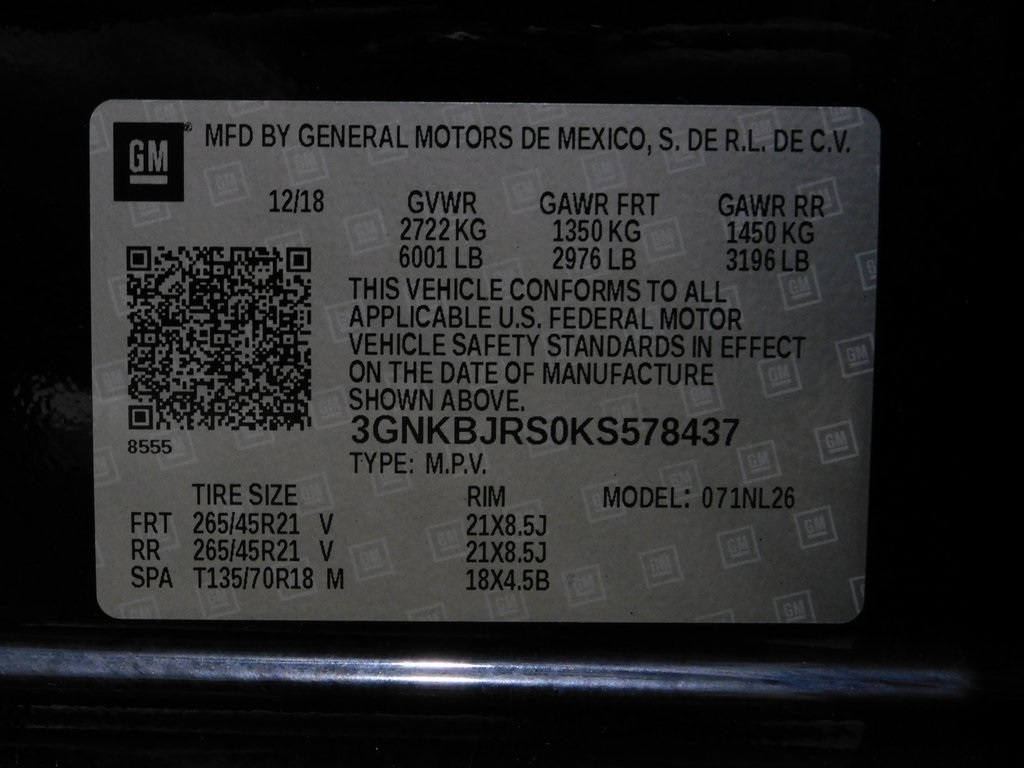 GM® MFD BY GENERAL MOTORS DE MEXICO, S. DE R.L. DE C.V.
12/18 GVWR GAWR FRT GAWR RR
2722 KG 1350 KG 1450 KG
6001 LB 2976 LB 3196 LB
THIS VEHICLE CONFORMS TO ALL
APPLICABLE U.S. FEDERAL MOTOR
VEHICLE SAFETY STANDARDS IN EFFECT
ON THE DATE OF MANUFACTURE
SHOWN ABOVE.
3GNKBJRS0KS578437
8555
TYPE: M.P.V.
TIRE SIZE RIM MODEL: 071NL26
FRT 265/45R21 V 21X8.5J
RR 265/45R21 V 21X8.5J
SPA T135/70R18 M 18X4.5B